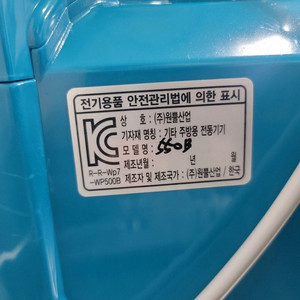 전기용품 안전관리법에 의한 표시
상 호 : (주)원뿔산업
기자재 명칭 : 기타 주방용 전동기기
모델명 : 550B
제조년월 : 년 월
제조자 및 제조국가 : (주)원뿔산업 / 한국
R-R-Wp7
-WP500B